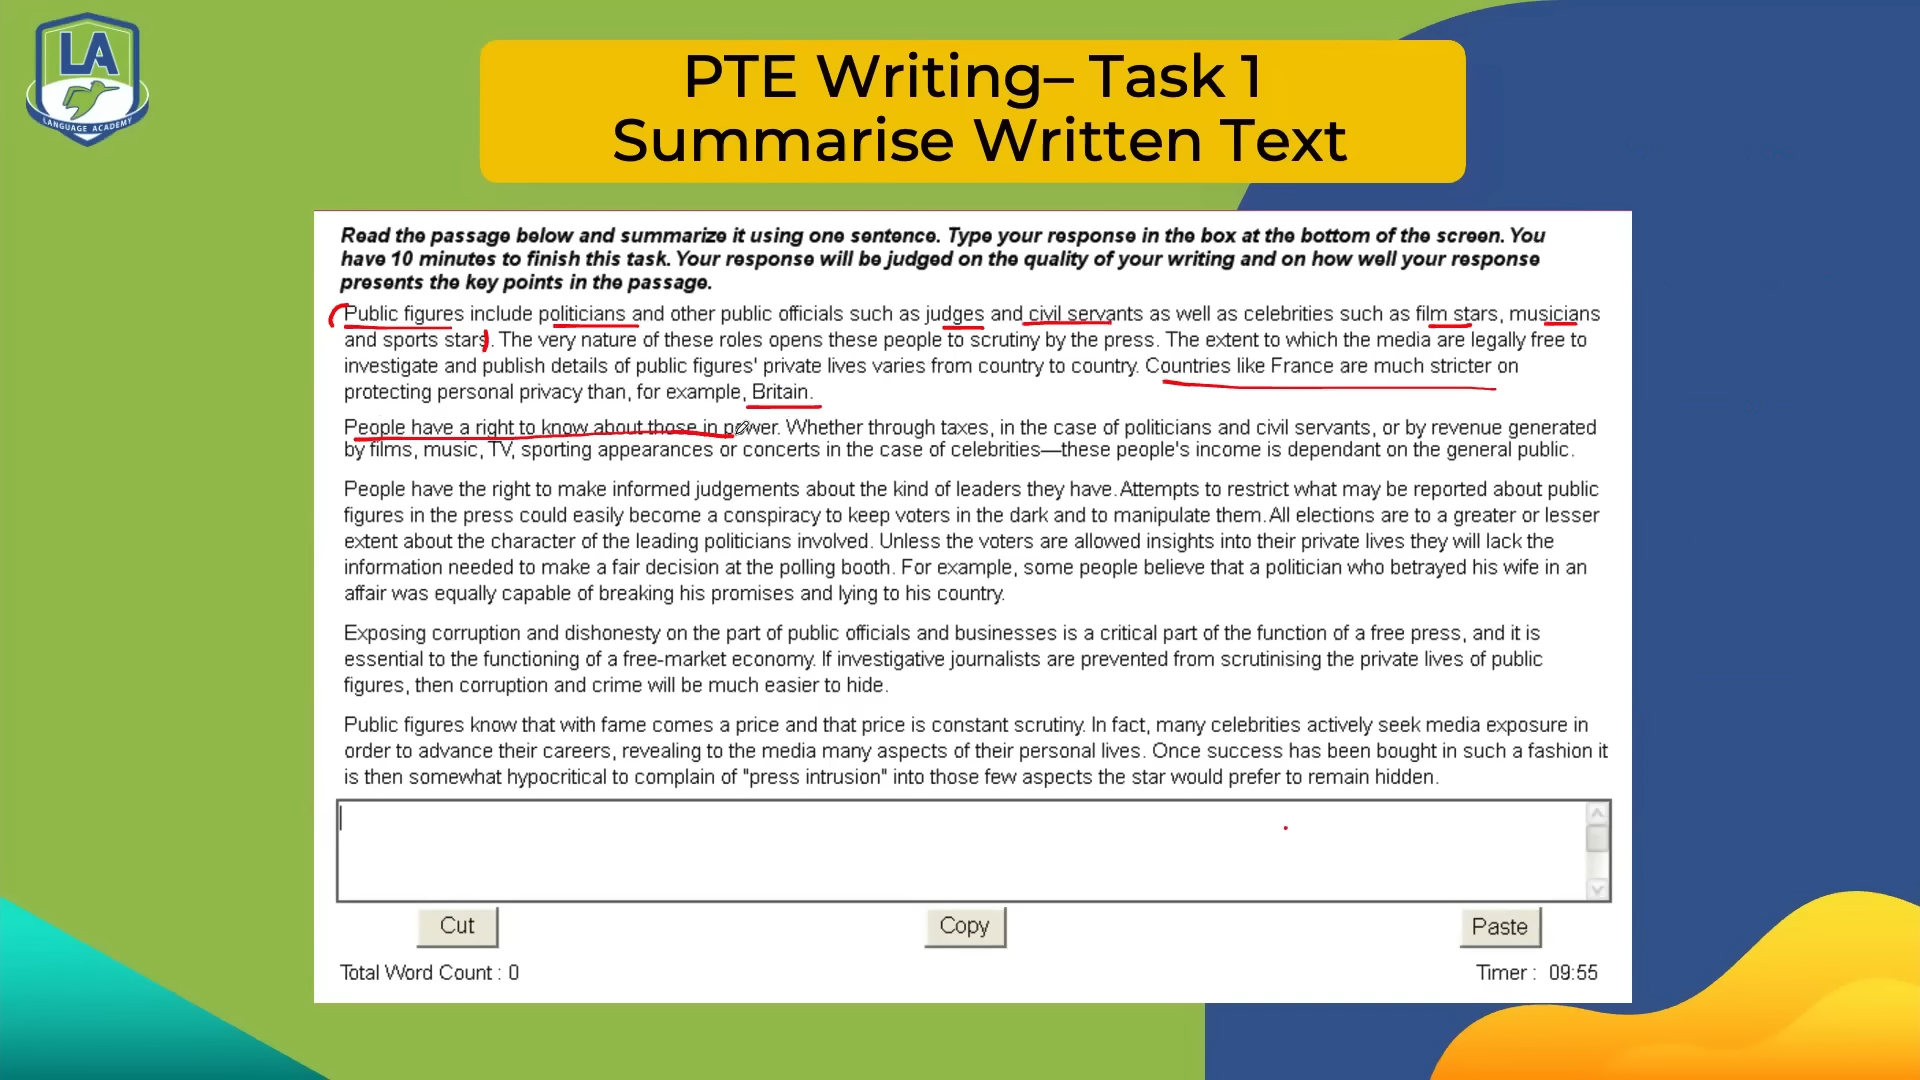 LA
LANGUAGE ACADEMY
PTE Writing– Task 1
Summarise Written Text
Read the passage below and summarize it using one sentence. Type your response in the box at the bottom of the screen. You
have 10 minutes to finish this task. Your response will be judged on the quality of your writing and on how well your response
presents the key points in the passage.
Public figures include politicians and other public officials such as judges and civil servants as well as celebrities such as film stars, musicians
and sports stars. The very nature of these roles opens these people to scrutiny by the press. The extent to which the media are legally free to
investigate and publish details of public figures' private lives varies from country to country. Countries like France are much stricter on
protecting personal privacy than, for example, Britain.
People have a right to know about those in power. Whether through taxes, in the case of politicians and civil servants, or by revenue generated
by films, music, TV, sporting appearances or concerts in the case of celebrities—these people's income is dependant on the general public.
People have the right to make informed judgements about the kind of leaders they have. Attempts to restrict what may be reported about public
figures in the press could easily become a conspiracy to keep voters in the dark and to manipulate them. All elections are to a greater or lesser
extent about the character of the leading politicians involved. Unless the voters are allowed insights into their private lives they will lack the
information needed to make a fair decision at the polling booth. For example, some people believe that a politician who betrayed his wife in an
affair was equally capable of breaking his promises and lying to his country.
Exposing corruption and dishonesty on the part of public officials and businesses is a critical part of the function of a free press, and it is
essential to the functioning of a free-market economy. If investigative journalists are prevented from scrutinising the private lives of public
figures, then corruption and crime will be much easier to hide.
Public figures know that with fame comes a price and that price is constant scrutiny. In fact, many celebrities actively seek media exposure in
order to advance their careers, revealing to the media many aspects of their personal lives. Once success has been bought in such a fashion it
is then somewhat hypocritical to complain of "press intrusion" into those few aspects the star would prefer to remain hidden.
Cut Copy Paste
Total Word Count : 0 Timer : 09:55